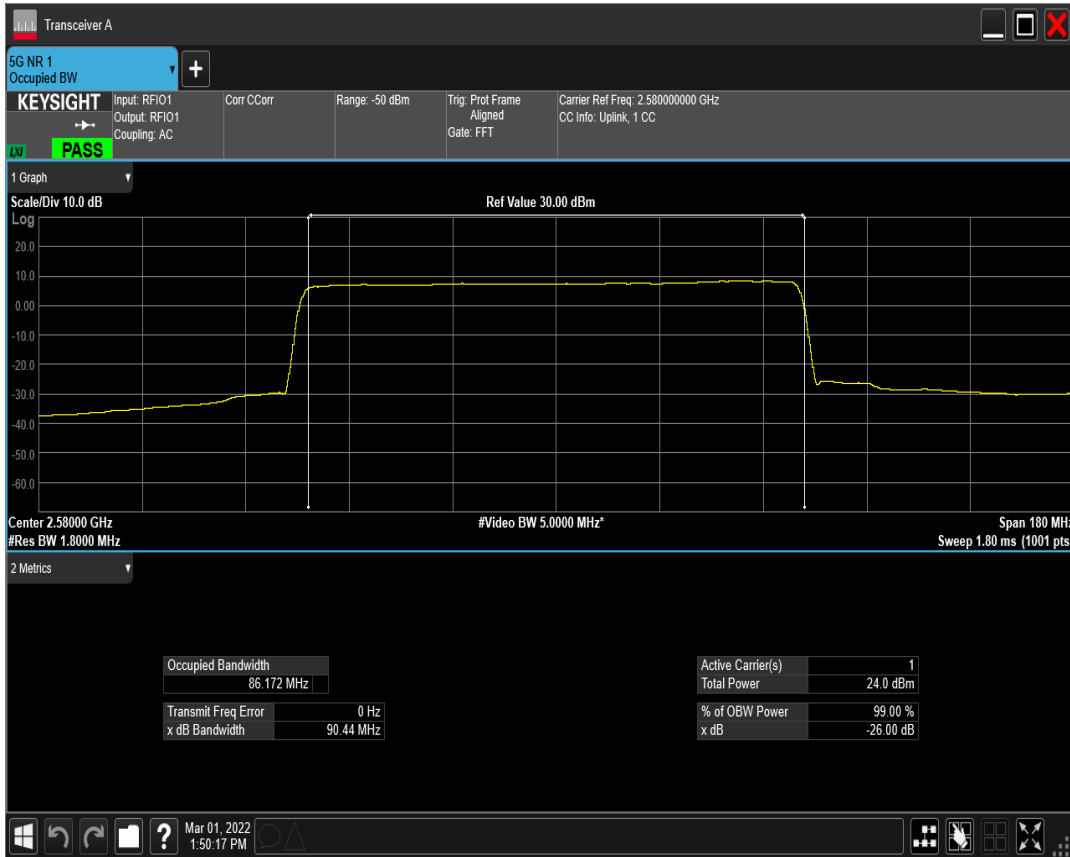 Transceiver A
5G NR 1
Occupied BW
+
KEYSIGHT
LXI
PASS
Input: RFIO1
Output: RFIO1
Coupling: AC
Corr CCorr
Range: -50 dBm
Trig: Prot Frame
Aligned
Gate: FFT
Carrier Ref Freq: 2.580000000 GHz
CC Info: Uplink, 1 CC
1 Graph
Scale/Div 10.0 dB
Ref Value 30.00 dBm
Log
20.0
10.0
0.00
-10.0
-20.0
-30.0
-40.0
-50.0
-60.0
Center 2.58000 GHz
#Video BW 5.0000 MHz*
Span 180 MHz
#Res BW 1.8000 MHz
Sweep 1.80 ms (1001 pts
2 Metrics
Occupied Bandwidth
86.172 MHz
Transmit Freq Error 0 Hz
x dB Bandwidth 90.44 MHz
Active Carrier(s) 1
Total Power 24.0 dBm
% of OBW Power 99.00 %
x dB -26.00 dB
?
Mar 01, 2022
1:50:17 PM